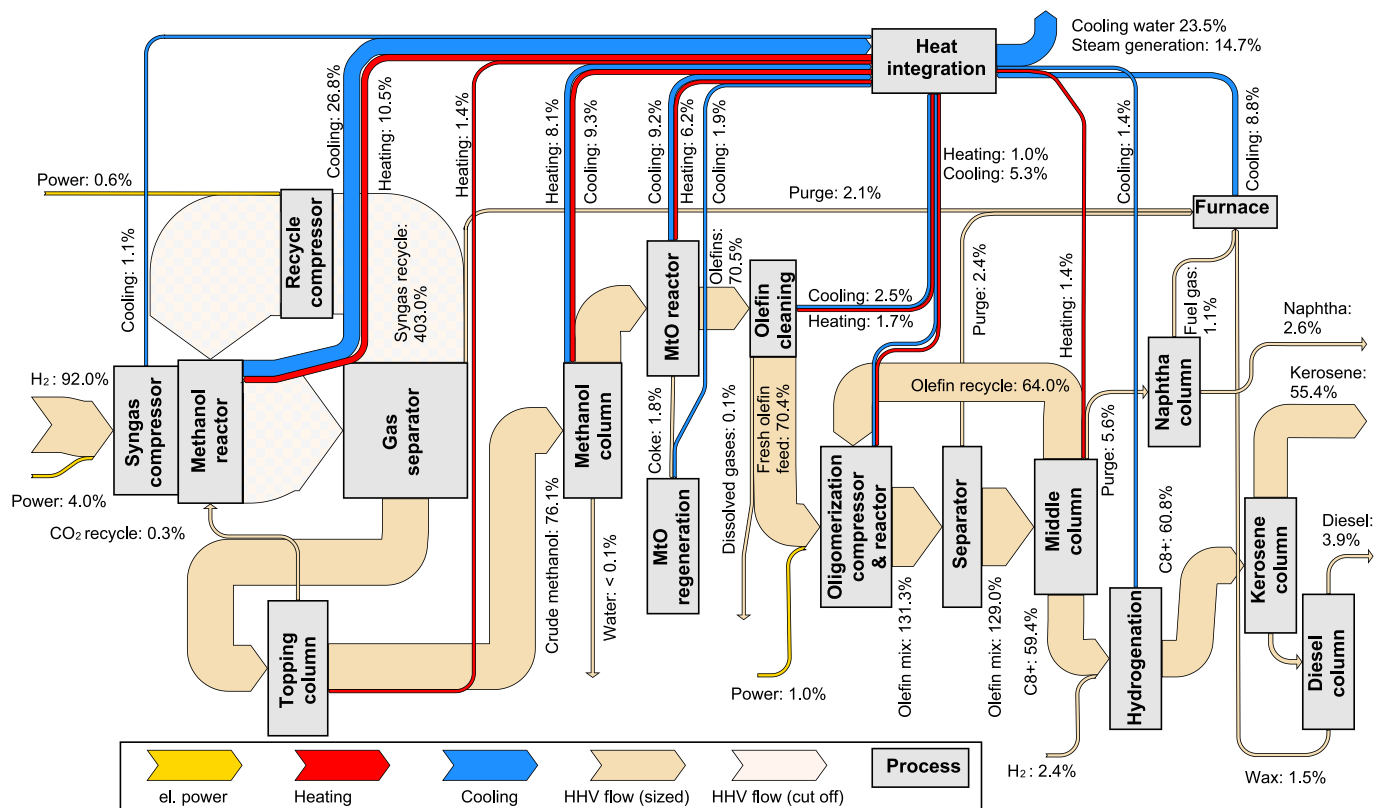 Cooling water 23.5%
Steam generation: 14.7%
Heat
integration
Cooling: 1.1%
Cooling: 26.8%
Heating: 10.5%
Heating: 1.4%
Heating: 8.1%
Cooling: 9.3%
Cooling: 9.2%
Heating: 6.2%
Cooling: 1.9%
Heating: 1.0%
Cooling: 5.3%
Cooling: 1.4%
Cooling: 8.8%
Power: 0.6%
Recycle
compressor
Syngas recycle:
403.0%
Purge: 2.1%
Furnace
MtO reactor
Olefins:
70.5%
Olefin
cleaning
Cooling: 2.5%
Heating: 1.7%
Purge: 2.4%
Heating: 1.4%
Fuel gas:
1.1%
Naphtha:
2.6%
Naphtha
column
Kerosene:
55.4%
H₂: 92.0%
Syngas
compressor
Methanol
reactor
Gas
separator
Methanol
column
Olefin recycle: 64.0%
Power: 4.0%
CO₂ recycle: 0.3%
Crude methanol: 76.1%
Water: < 0.1%
Coke: 1.8%
MtO
regeneration
Dissolved gases: 0.1%
Fresh olefin
feed: 70.4%
Oligomerization
compressor
& reactor
Separator
Middle
column
Purge: 5.6%
C8+: 60.8%
Hydrogenation
Kerosene
column
Diesel:
3.9%
Diesel
column
Topping
column
Power: 1.0%
Olefin mix: 131.3%
Olefin mix: 129.0%
C8+: 59.4%
H₂: 2.4%
Wax: 1.5%
el. power
Heating
Cooling
HHV flow (sized)
HHV flow (cut off)
Process